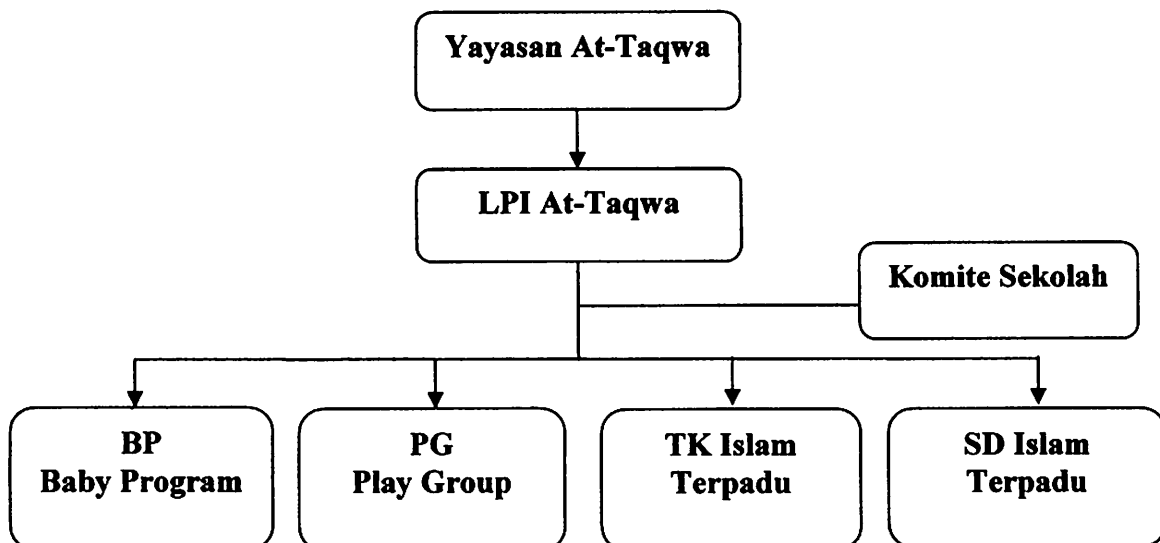 Yayasan At-Taqwa
LPI At-Taqwa
Komite Sekolah
BP
Baby Program
PG
Play Group
TK Islam
Terpadu
SD Islam
Terpadu